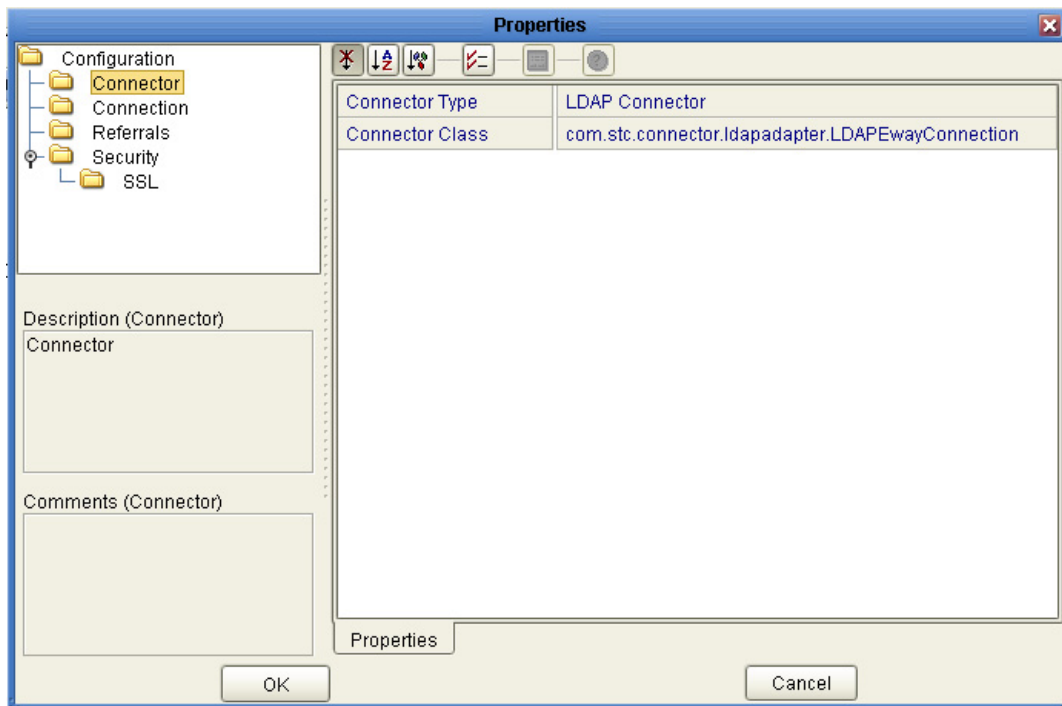 Properties
Configuration
Connector
Connection
Referrals
Security
SSL
Connector Type LDAP Connector
Connector Class com.stc.connector.ldapadapter.LDAPEwayConnection
Description (Connector)
Connector
Comments (Connector)
Properties
OK Cancel